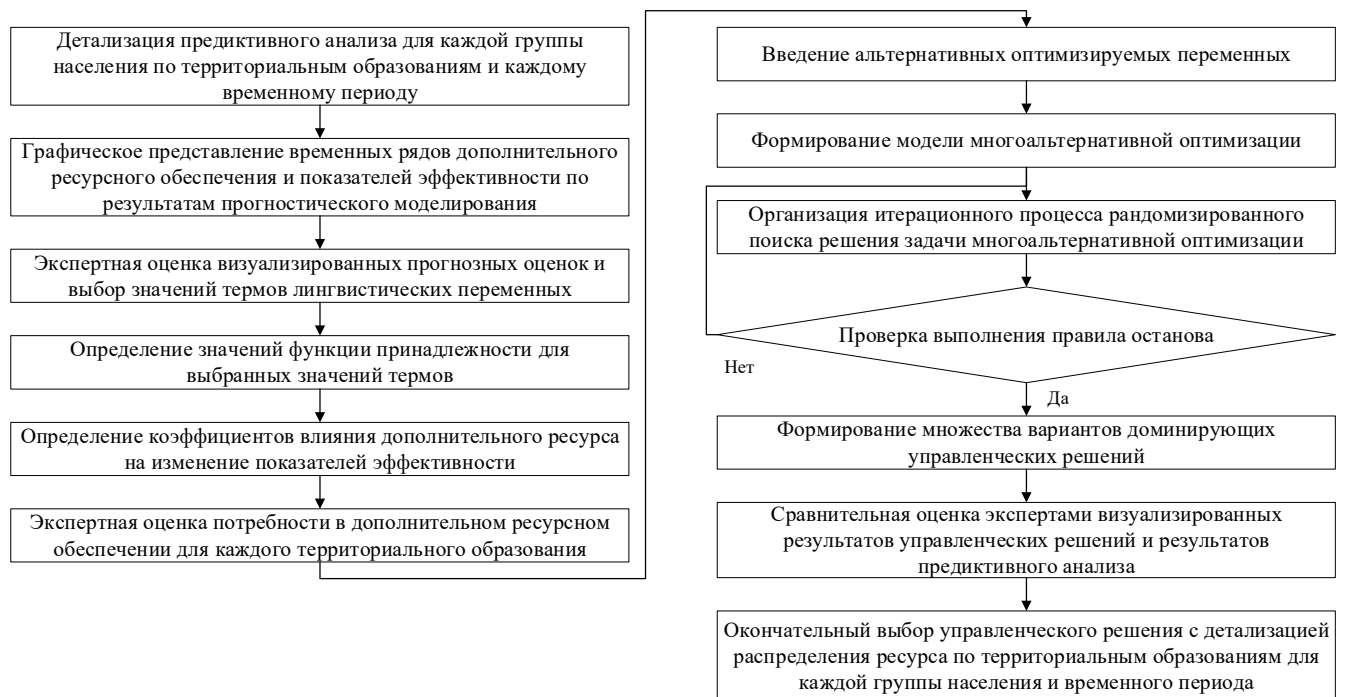 Детализация предиктивного анализа для каждой группы
населения по территориальным образованиям и каждому
временному периоду
Графическое представление временных рядов дополнительного
ресурсного обеспечения и показателей эффективности по
результатам прогностического моделирования
Экспертная оценка визуализированных прогнозных оценок и
выбор значений термов лингвистических переменных
Определение значений функции принадлежности для
выбранных значений термов
Определение коэффициентов влияния дополнительного ресурса
на изменение показателей эффективности
Экспертная оценка потребности в дополнительном ресурсном
обеспечении для каждого территориального образования
Введение альтернативных оптимизируемых переменных
Формирование модели многоальтернативной оптимизации
Организация итерационного процесса рандомизированного
поиска решения задачи многоальтернативной оптимизации
Проверка выполнения правила останова
Нет
Да
Формирование множества вариантов доминирующих
управленческих решений
Сравнительная оценка экспертами визуализированных
результатов управленческих решений и результатов
предиктивного анализа
Окончательный выбор управленческого решения с детализацией
распределения ресурса по территориальным образованиям для
каждой группы населения и временного периода